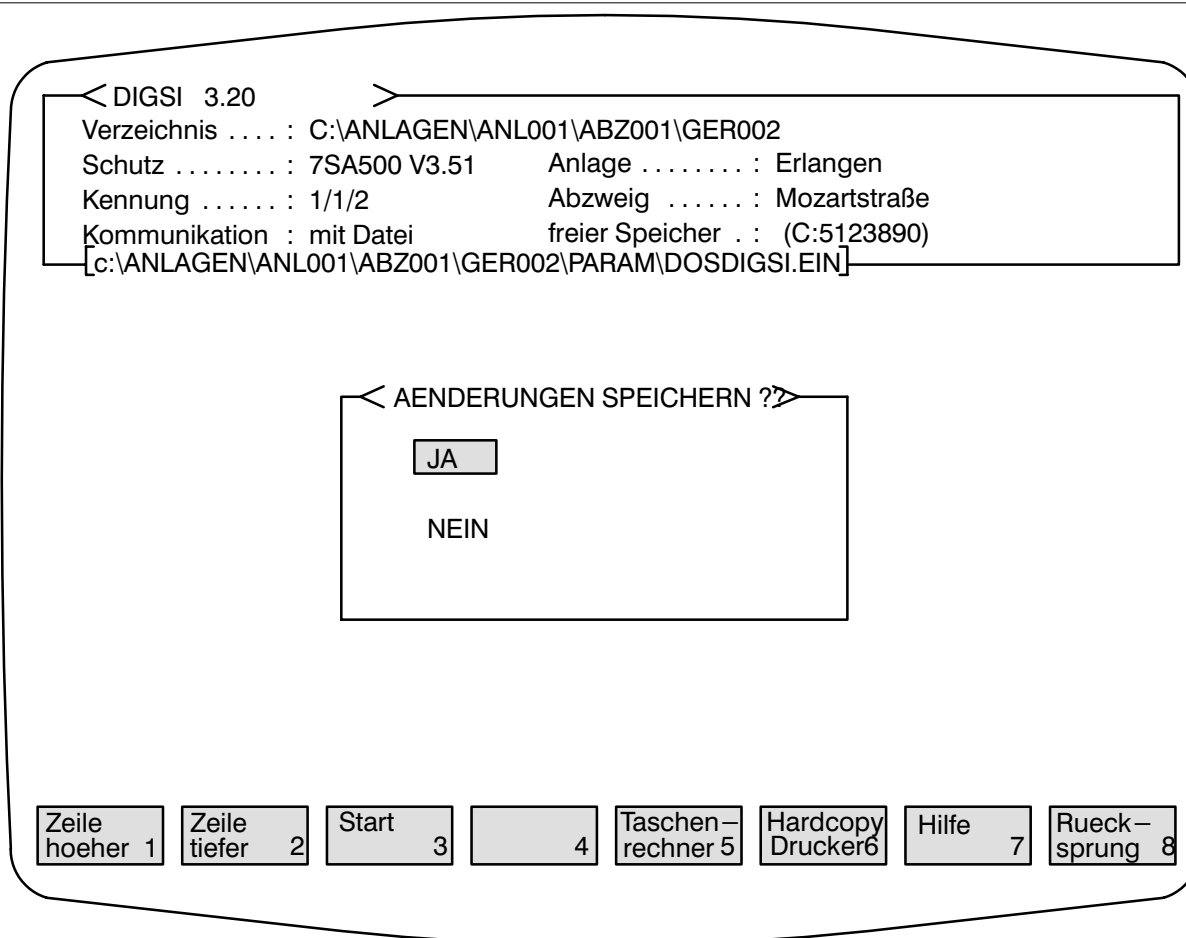 DIGSI 3.20
Verzeichnis . . . . : C:\ANLAGEN\ANL001\ABZ001\GER002
Schutz . . . . . . . . : 7SA500 V3.51 Anlage . . . . . . . . : Erlangen
Kennung . . . . . . : 1/1/2 Abzweig . . . . . . : Mozartstraße
Kommunikation : mit Datei freier Speicher . : (C:5123890)
c:\ANLAGEN\ANL001\ABZ001\GER002\PARAM\DOSDIGSI.EIN
AENDERUNGEN SPEICHERN ??
JA
NEIN
Zeile
hoeher 1
Zeile
tiefer 2
Start
3
4
Taschen–
rechner 5
Hardcopy
Drucker6
Hilfe
7
Rueck–
sprung 8